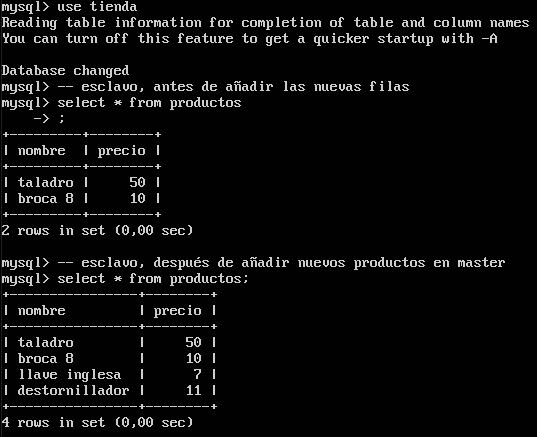 mysql> use tienda
Reading table information for completion of table and column names
You can turn off this feature to get a quicker startup with -A

Database changed
mysql> -- esclavo, antes de añadir las nuevas filas
mysql> select * from productos
    -> ;
+---------+--------+
| nombre  | precio |
+---------+--------+
| taladro |     50 |
| broca 8 |     10 |
+---------+--------+
2 rows in set (0,00 sec)

mysql> -- esclavo, después de añadir nuevos productos en master
mysql> select * from productos;
+----------------+--------+
| nombre         | precio |
+----------------+--------+
| taladro        |     50 |
| broca 8        |     10 |
| llave inglesa  |      7 |
| destornillador |     11 |
+----------------+--------+
4 rows in set (0,00 sec)